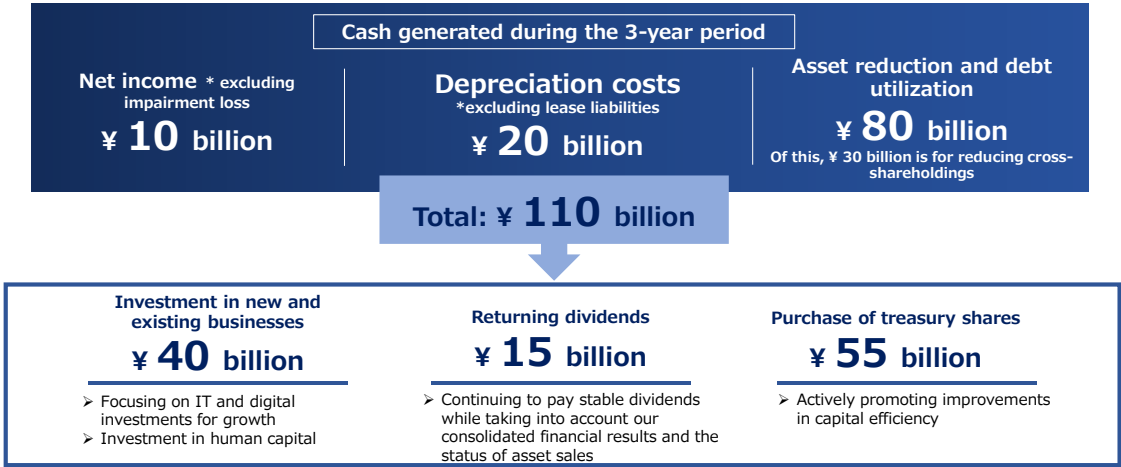 Cash generated during the 3-year period
Net income * excluding
impairment loss
¥ 10 billion
Depreciation costs
*excluding lease liabilities
¥ 20 billion
Asset reduction and debt
utilization
¥ 80 billion
Of this, ¥ 30 billion is for reducing cross-
shareholdings
Total: ¥ 110 billion
Investment in new and
existing businesses
¥ 40 billion
➢ Focusing on IT and digital
investments for growth
➢ Investment in human capital
Returning dividends
¥ 15 billion
➢ Continuing to pay stable dividends
while taking into account our
consolidated financial results and the
status of asset sales
Purchase of treasury shares
¥ 55 billion
➢ Actively promoting improvements
in capital efficiency